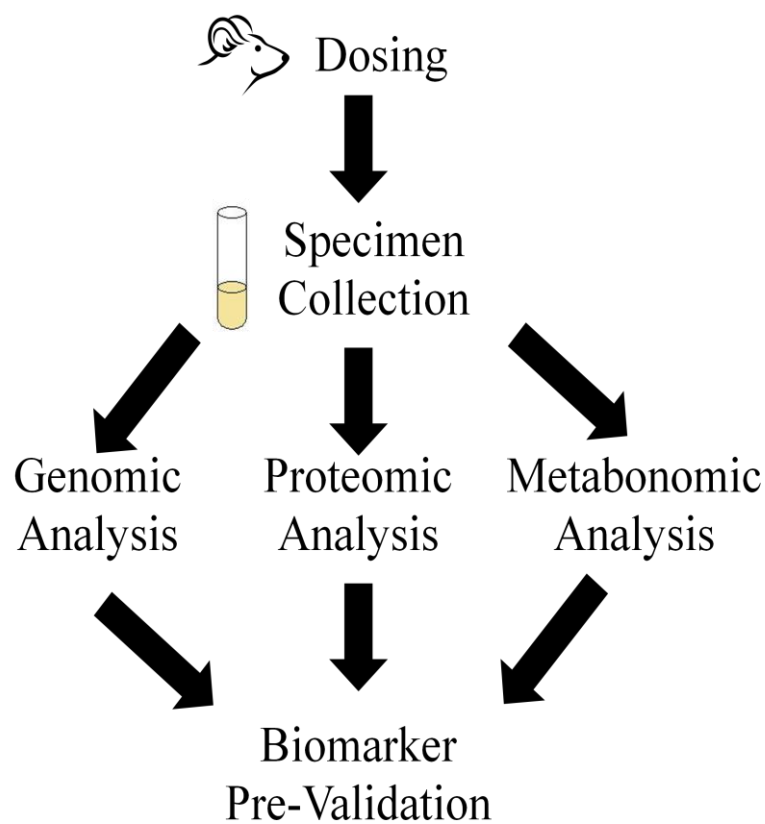 Dosing
Specimen
Collection
Genomic
Analysis
Proteomic
Analysis
Metabonomic
Analysis
Biomarker
Pre-Validation